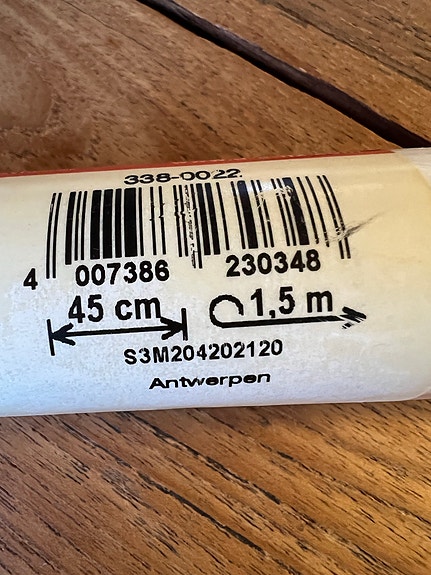 338-0022
4 007386 230348
45 cm 1,5 m
S3M204202120
Antwerpen